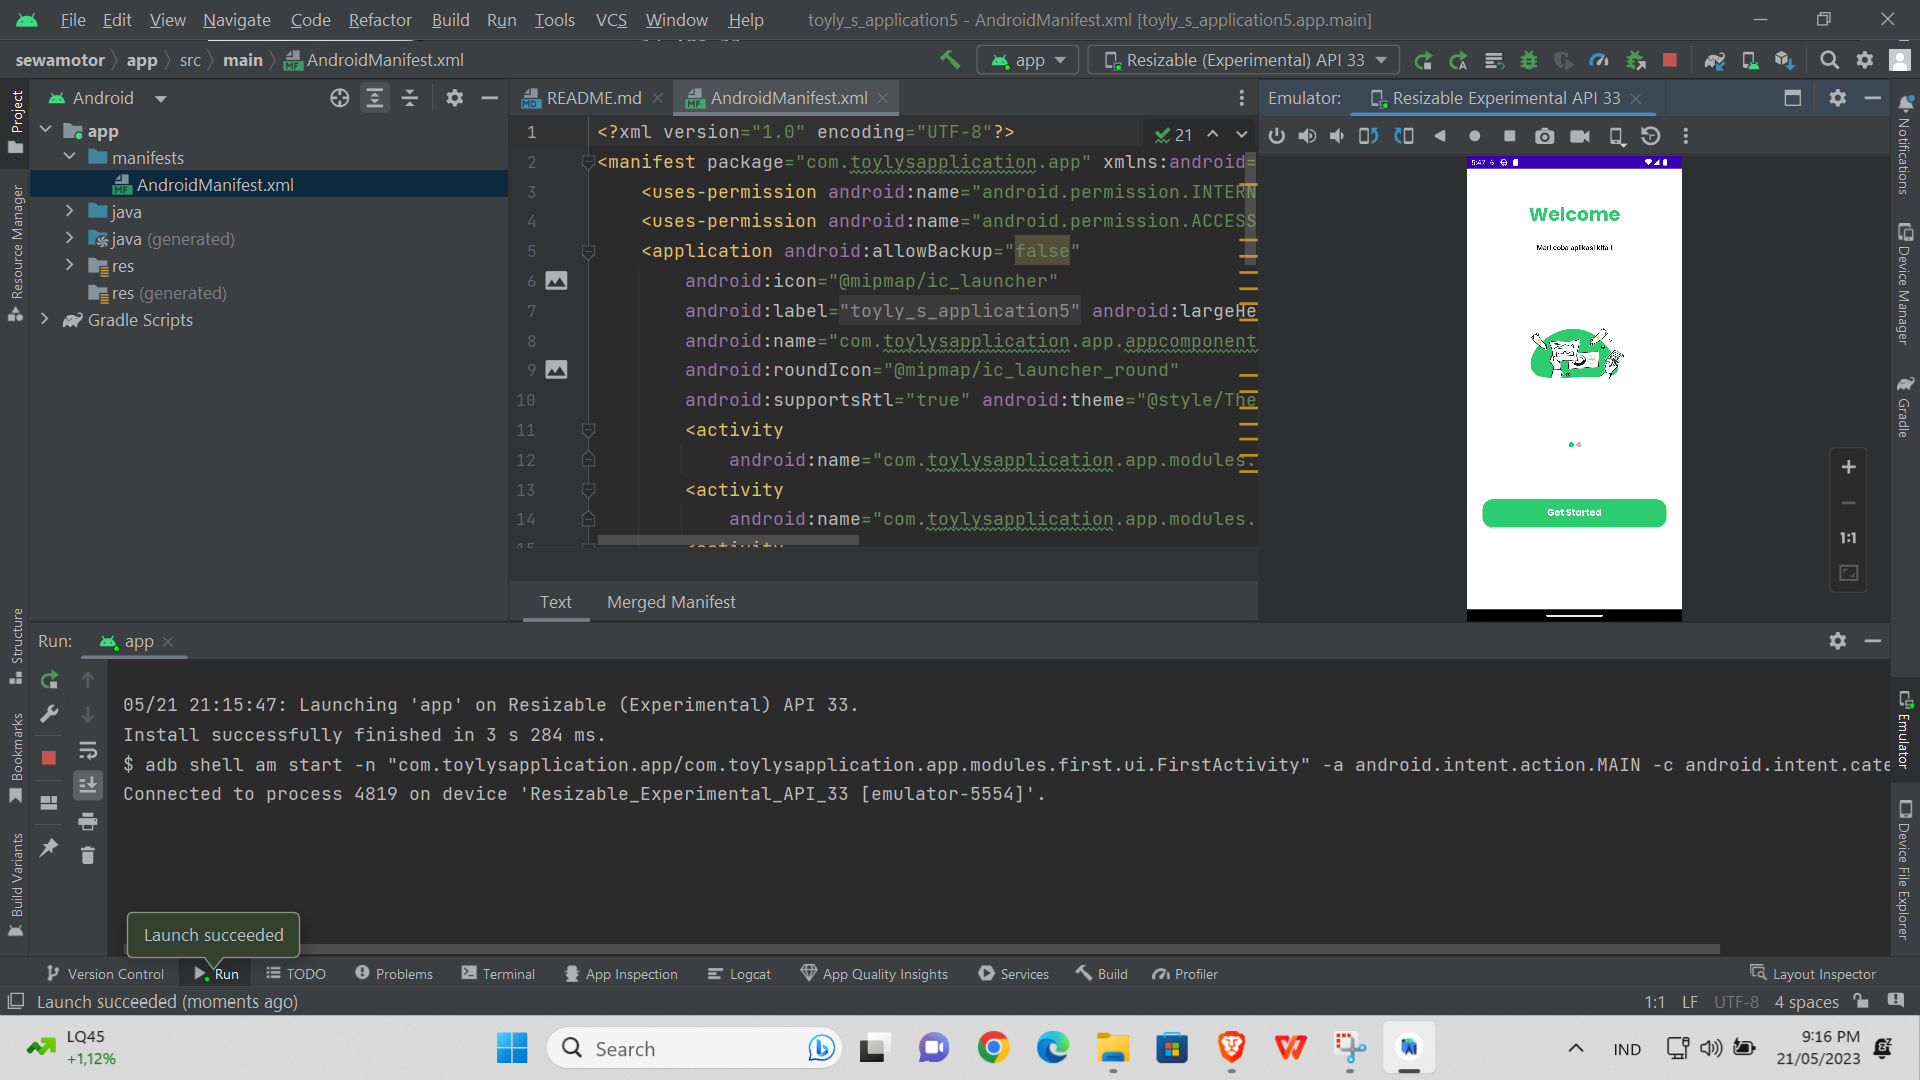 File Edit View Navigate Code Refactor Build Run Tools VCS Window Help toyly_s_application5 - AndroidManifest.xml [toyly_s_application5.app.main]
sewamotor app src main AndroidManifest.xml app Resizable (Experimental) API 33
Project
Android
README.md AndroidManifest.xml
Emulator: Resizable Experimental API 33
app
manifests
AndroidManifest.xml
java
java (generated)
res
res (generated)
Gradle Scripts
Resource Manager
21
1 <?xml version="1.0" encoding="UTF-8"?>
2 <manifest package="com.toylysapplication.app" xmlns:android=
3 <uses-permission android:name="android.permission.INTERN
4 <uses-permission android:name="android.permission.ACCESS
5 <application android:allowBackup="false"
6 android:icon="@mipmap/ic_launcher"
7 android:label="toyly_s_application5" android:largeHe
8 android:name="com.toylysapplication.app.appcomponent
9 android:roundIcon="@mipmap/ic_launcher_round"
10 android:supportsRtl="true" android:theme="@style/The
11 <activity
12 android:name="com.toylysapplication.app.modules.
13 <activity
14 android:name="com.toylysapplication.app.modules.
15 <activity
Text Merged Manifest
5:47
Welcome
Mari coba aplikasi kita !
Get Started
1:1
Notifications
Device Manager
Gradle
Emulator
Device File Explorer
Structure
Bookmarks
Build Variants
Run: app
05/21 21:15:47: Launching 'app' on Resizable (Experimental) API 33.
Install successfully finished in 3 s 284 ms.
$ adb shell am start -n "com.toylysapplication.app/com.toylysapplication.app.modules.first.ui.FirstActivity" -a android.intent.action.MAIN -c android.intent.cate
Connected to process 4819 on device 'Resizable_Experimental_API_33 [emulator-5554]'.
Launch succeeded
Version Control Run TODO Problems Terminal App Inspection Logcat App Quality Insights Services Build Profiler Layout Inspector
Launch succeeded (moments ago) 1:1 LF UTF-8 4 spaces
LQ45
+1,12%
Search
IND
9:16 PM
21/05/2023